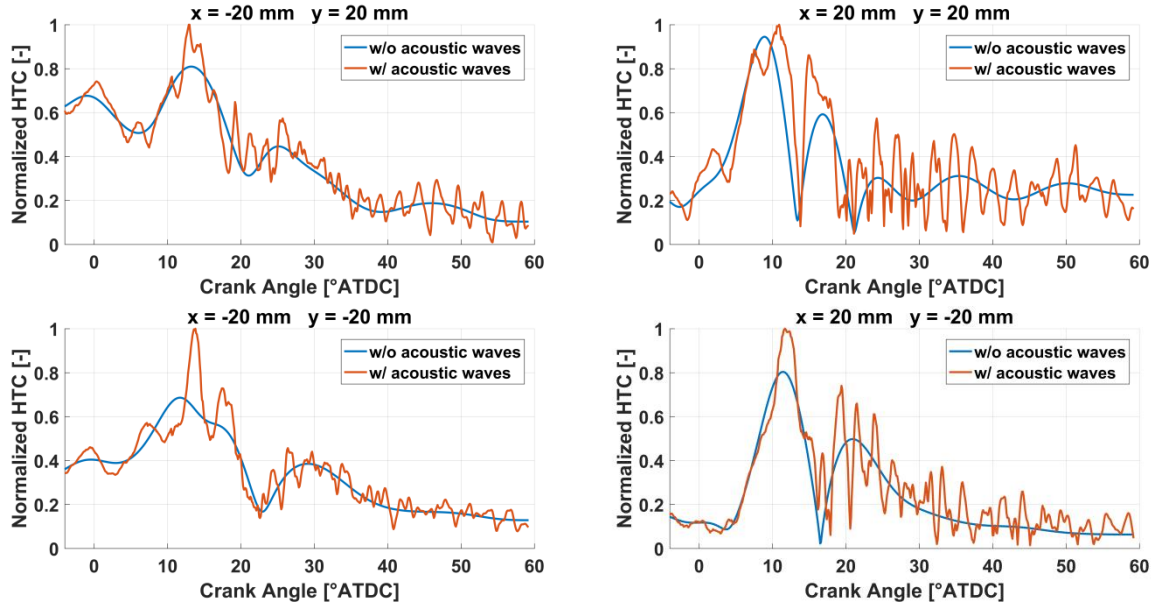 x = -20 mm y = 20 mm
1
0.8
0.6
0.4
0.2
0
Normalized HTC [-]
w/o acoustic waves
w/ acoustic waves
0 10 20 30 40 50 60
Crank Angle [°ATDC]
x = 20 mm y = 20 mm
1
0.8
0.6
0.4
0.2
0
Normalized HTC [-]
w/o acoustic waves
w/ acoustic waves
0 10 20 30 40 50 60
Crank Angle [°ATDC]
x = -20 mm y = -20 mm
1
0.8
0.6
0.4
0.2
0
Normalized HTC [-]
w/o acoustic waves
w/ acoustic waves
0 10 20 30 40 50 60
Crank Angle [°ATDC]
x = 20 mm y = -20 mm
1
0.8
0.6
0.4
0.2
0
Normalized HTC [-]
w/o acoustic waves
w/ acoustic waves
0 10 20 30 40 50 60
Crank Angle [°ATDC]